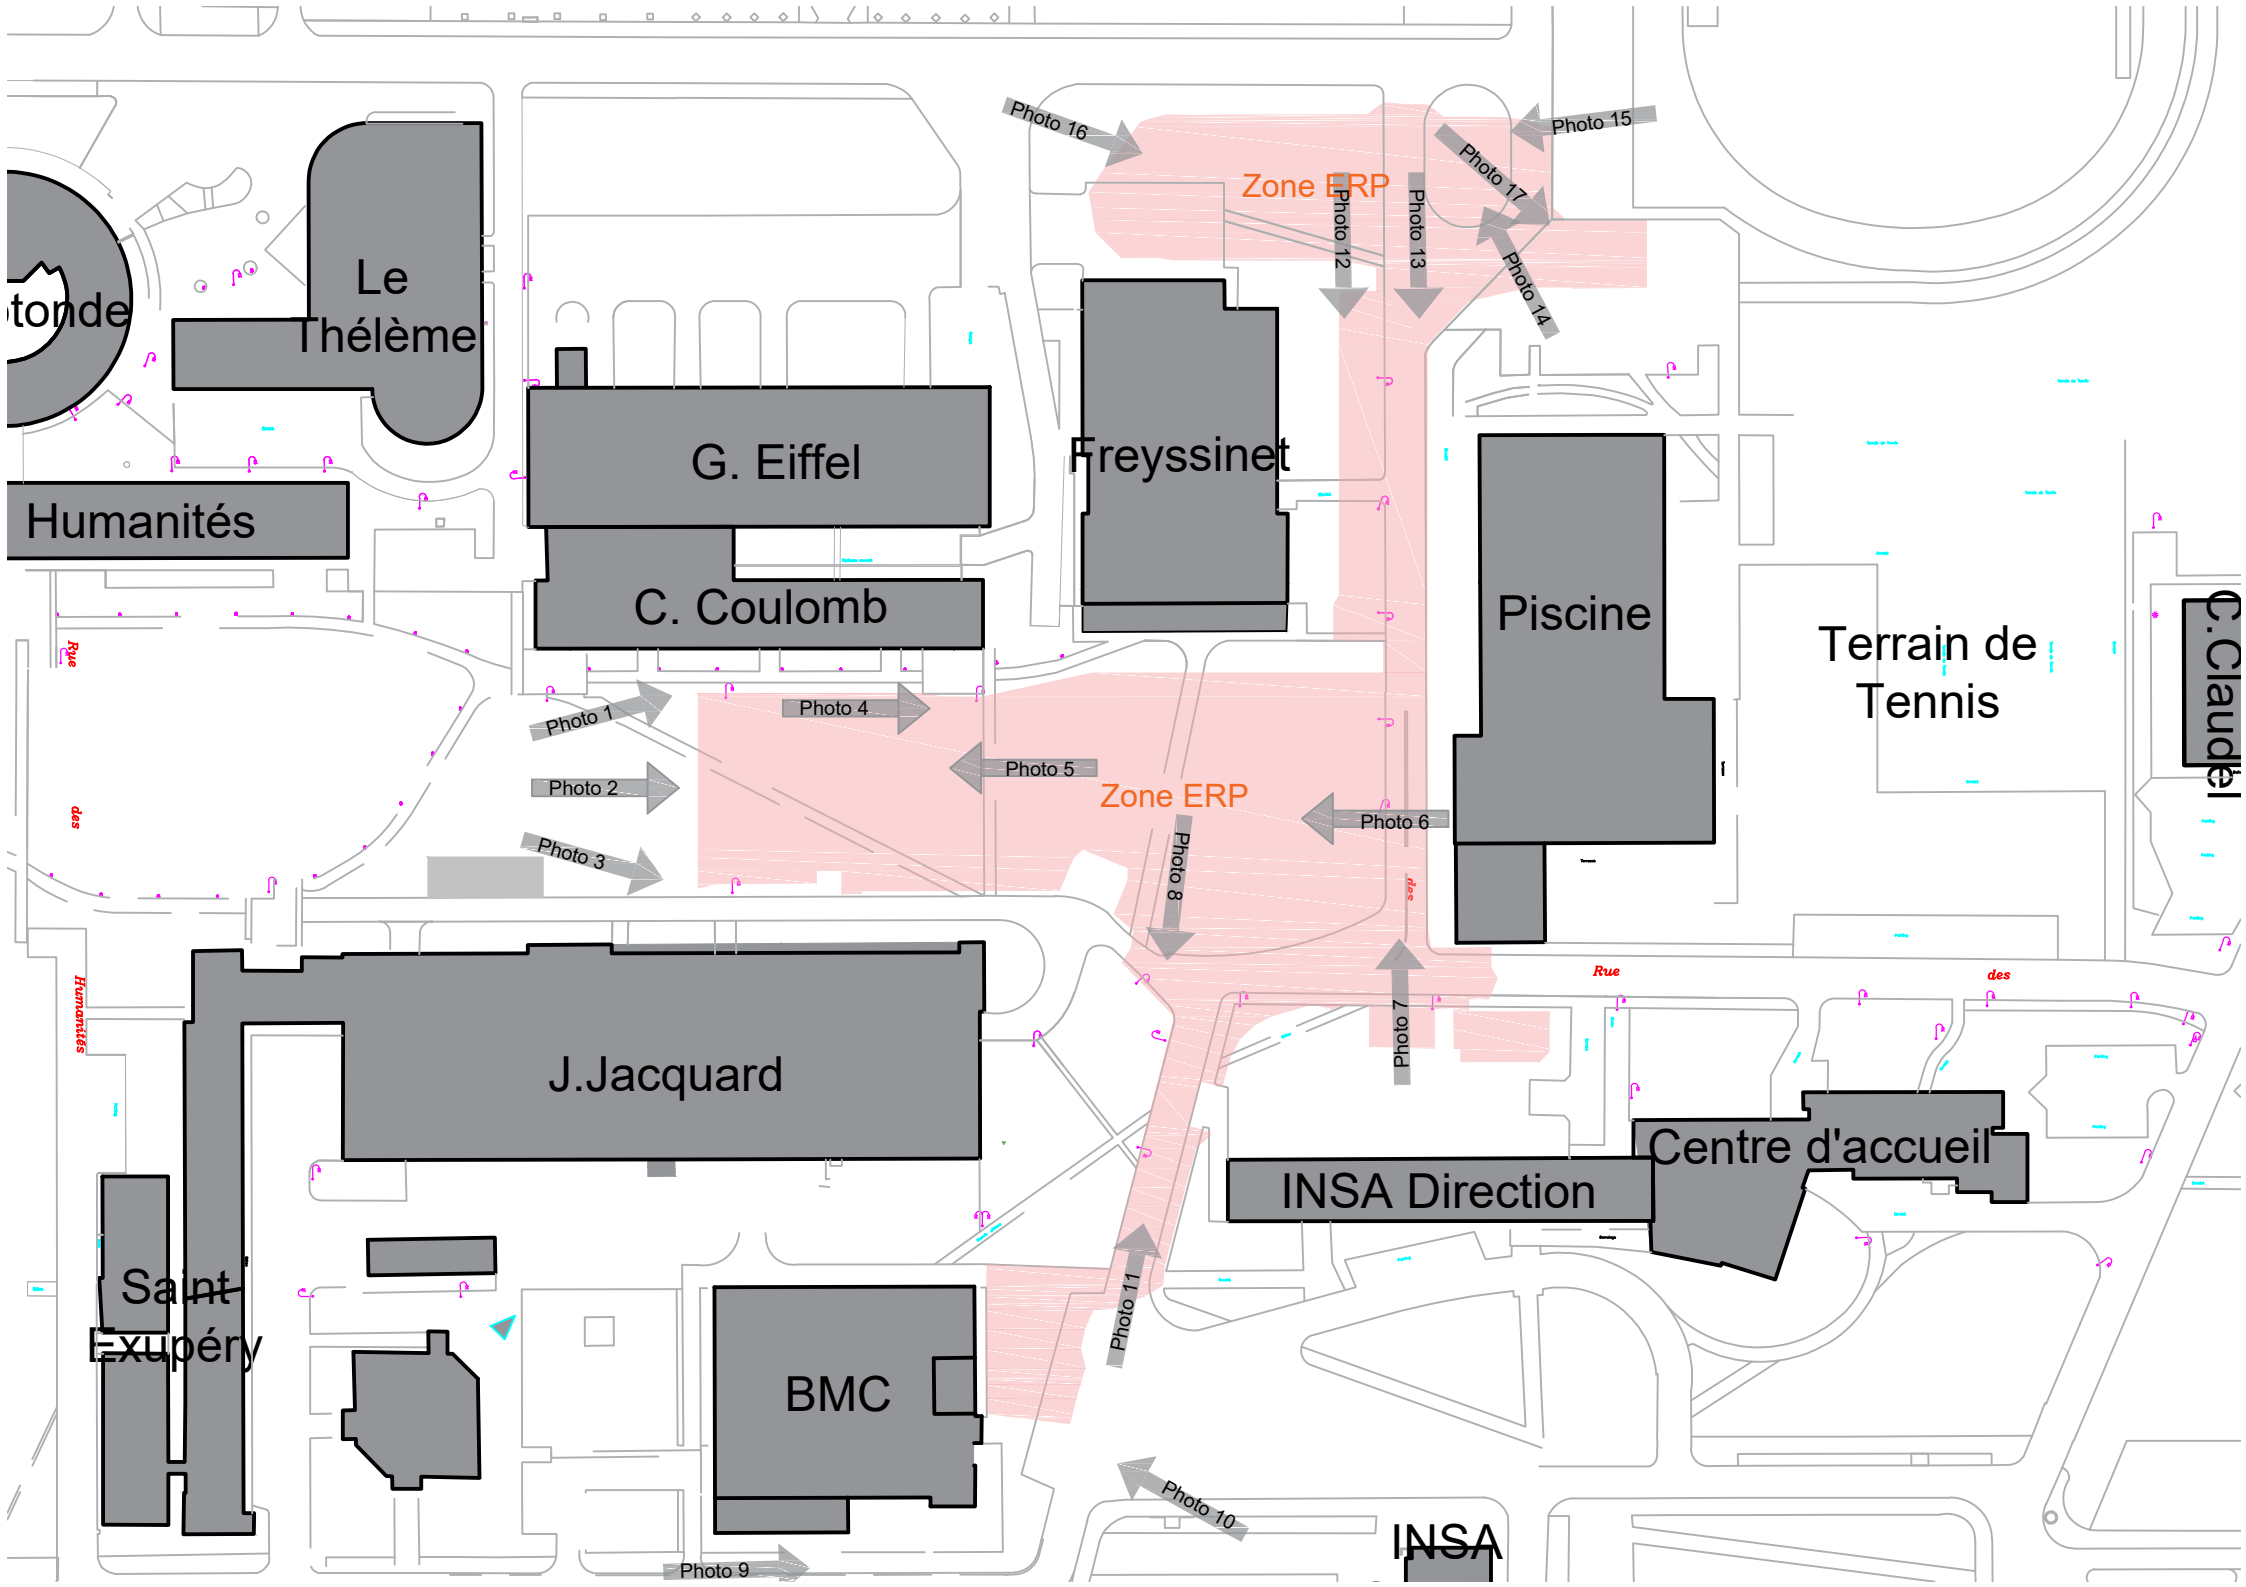 Photo 16
Photo 15
Photo 17
Zone ERP
Photo 12
Photo 13
Photo 14
Le
Thélème
tonde
G. Eiffel
Freyssinet
Humanités
C. Coulomb
Piscine
Terrain de
Tennis
C.Claudel
Rue
des
Humanités
Photo 1
Photo 4
Photo 2
Photo 5
Photo 3
Zone ERP
Photo 6
Photo 8
des
Rue
des
Photo 7
J.Jacquard
Centre d'accueil
INSA Direction
Saint
Exupéry
Photo 11
BMC
Photo 10
Photo 9
INSA